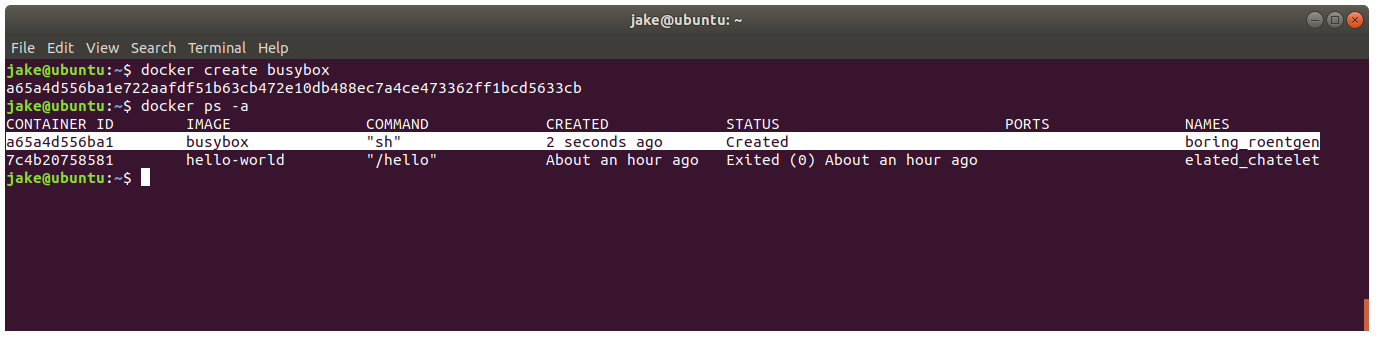 jake@ubuntu: ~
File Edit View Search Terminal Help
jake@ubuntu:~$ docker create busybox
a65a4d556ba1e722aafdf51b63cb472e10db488ec7a4ce473362ff1bcd5633cb
jake@ubuntu:~$ docker ps -a
CONTAINER ID IMAGE COMMAND CREATED STATUS PORTS NAMES
a65a4d556ba1 busybox "sh" 2 seconds ago Created boring_roentgen
7c4b20758581 hello-world "/hello" About an hour ago Exited (0) About an hour ago elated_chatelet
jake@ubuntu:~$